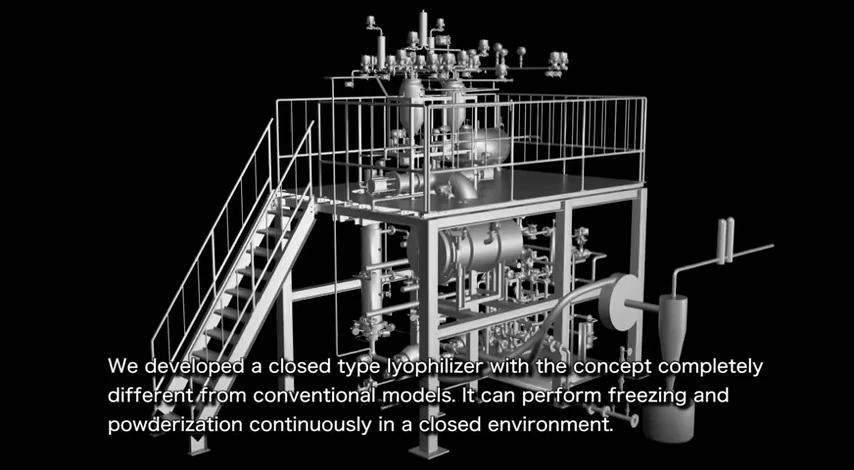 We developed a closed type lyophilizer with the concept completely
different from conventional models. It can perform freezing and
powderization continuously in a closed environment.